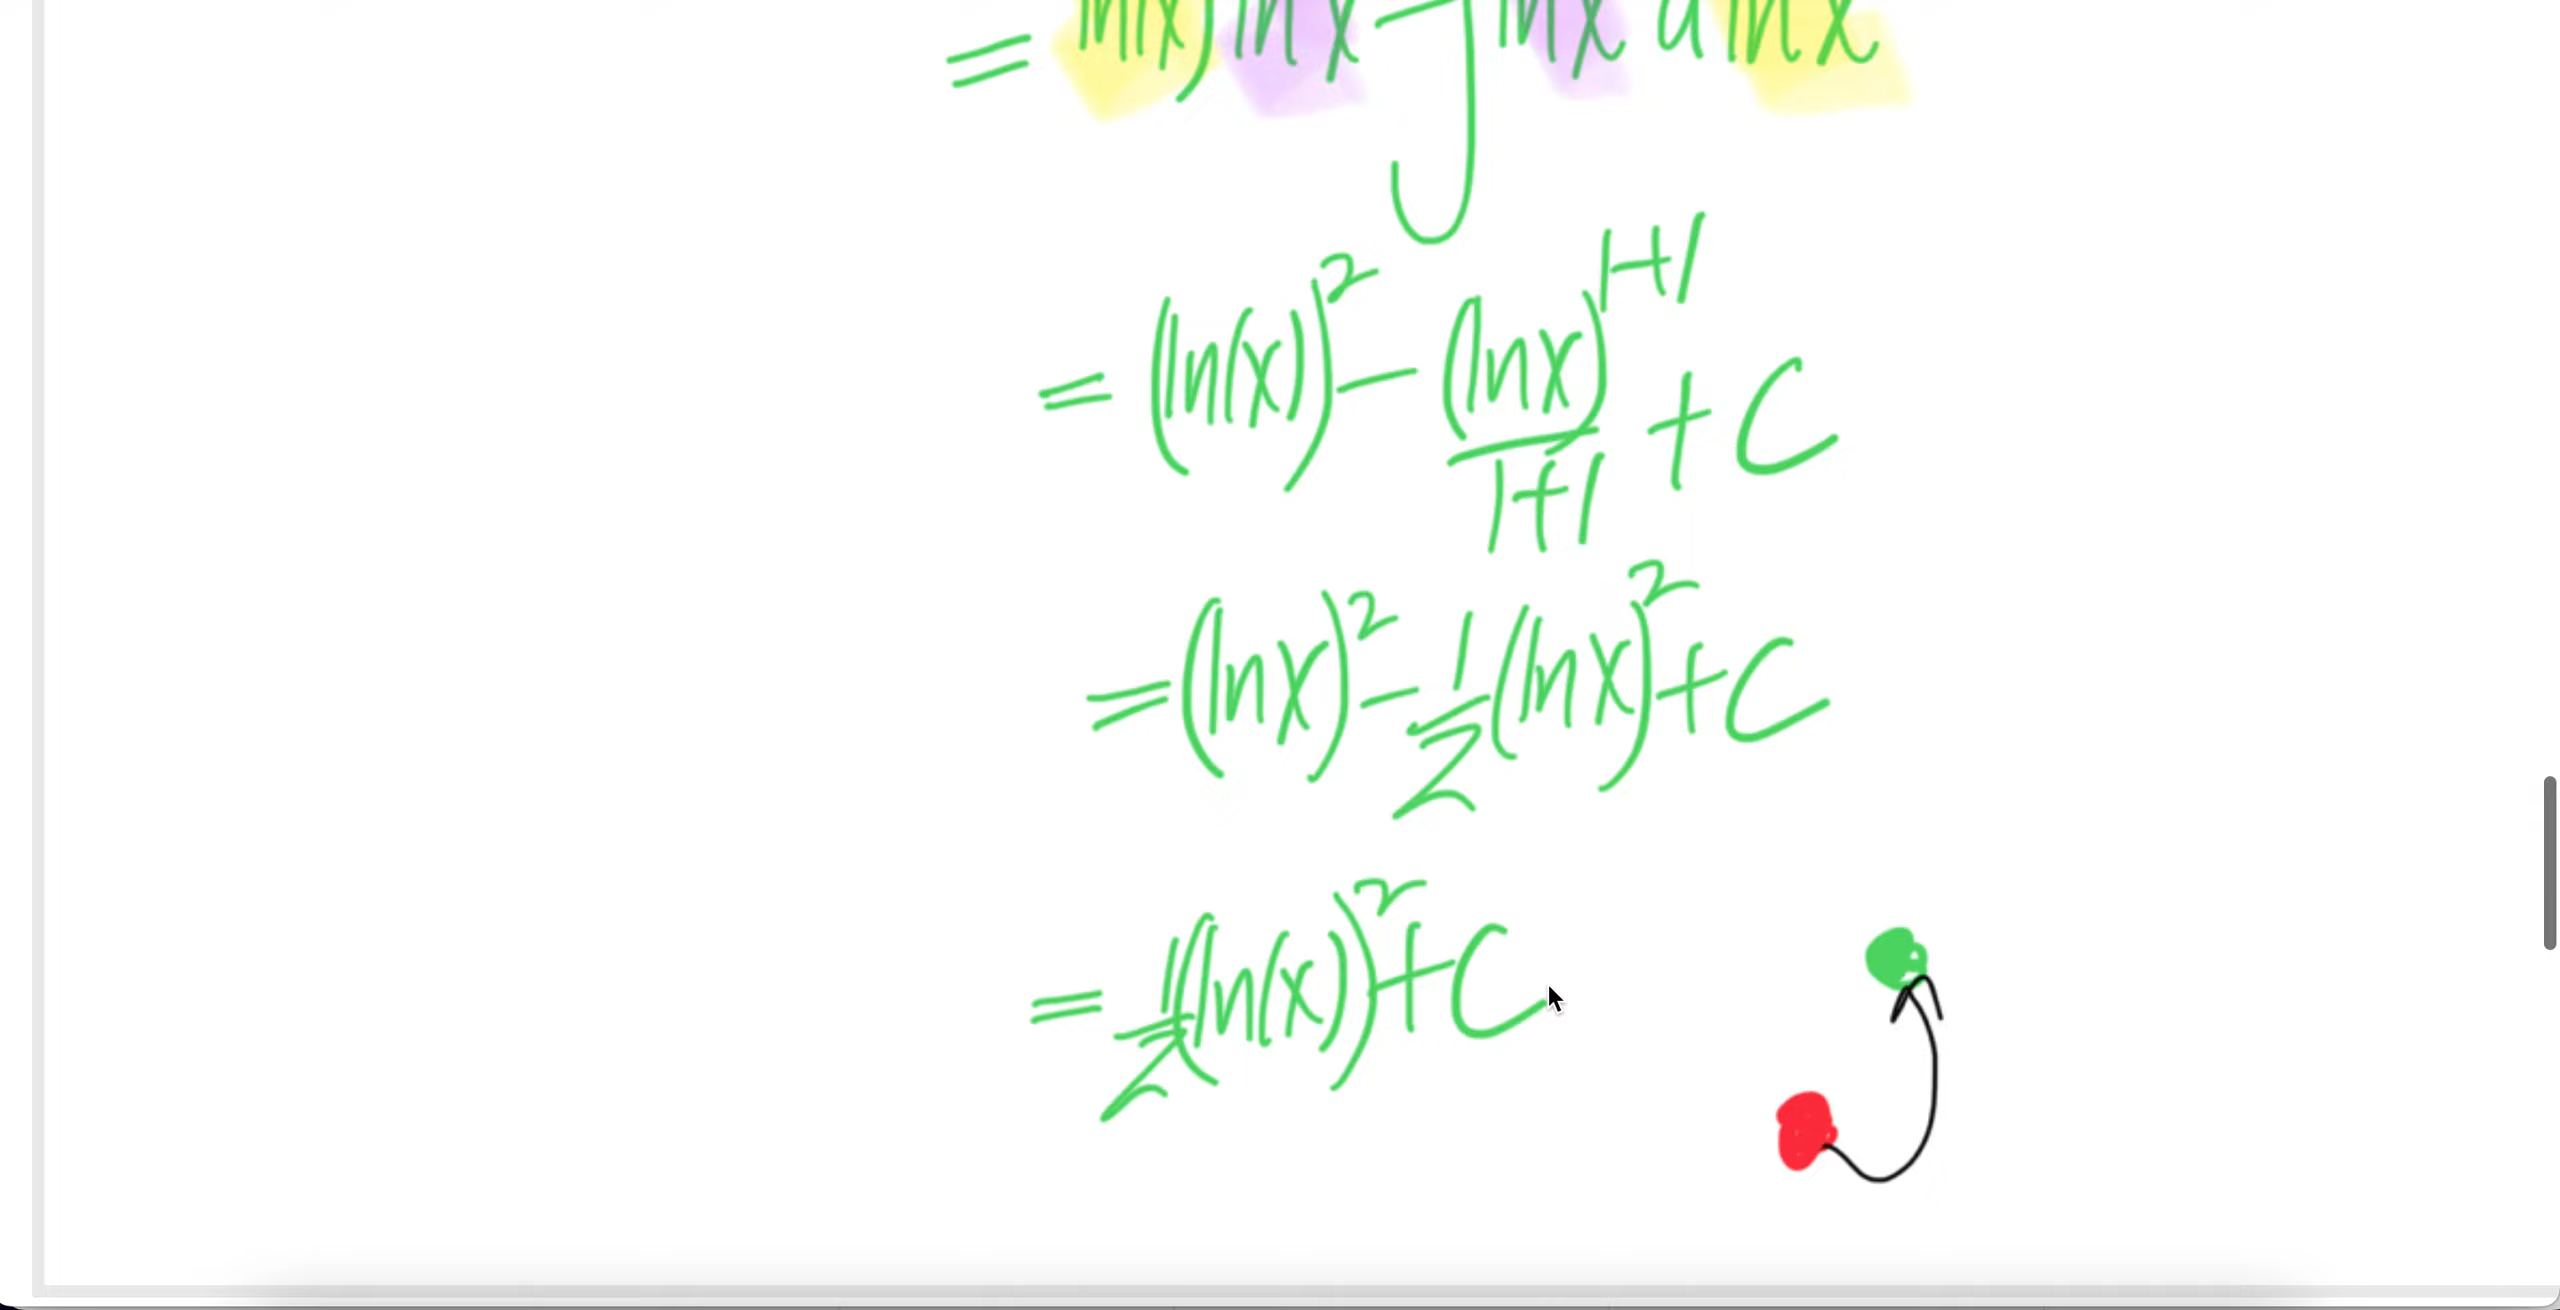 = ln(x) ln x - ∫ ln x d ln x
= (ln(x))² - (ln x)¹⁺¹/1+1 + C
= (ln x)² - 1/2 (ln x)² + C
= 1/2 (ln(x))² + C